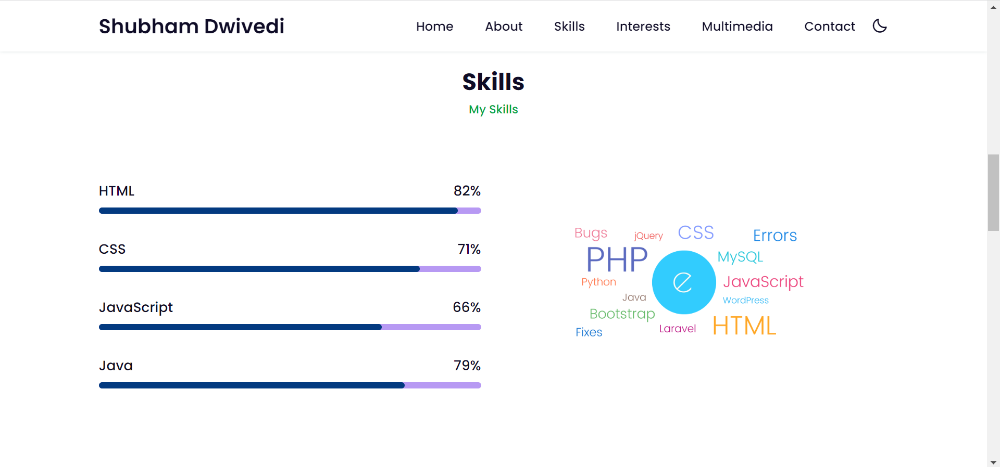 Shubham Dwivedi Home About Skills Interests Multimedia Contact
Skills
My Skills
HTML 82%
CSS 71%
JavaScript 66%
Java 79%
Bugs jQuery CSS Errors
PHP MySQL
e
Python JavaScript
Java WordPress
Bootstrap
Fixes Laravel HTML